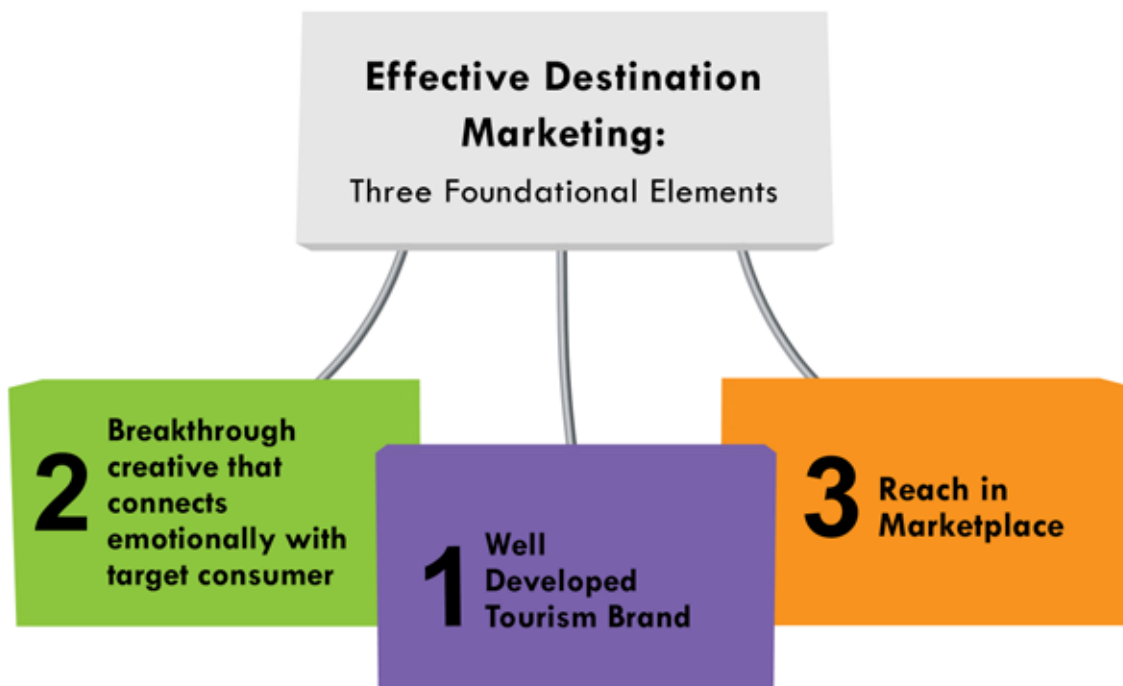 Effective Destination
Marketing:
Three Foundational Elements
2
Breakthrough
creative that
connects
emotionally with
target consumer
1
Well
Developed
Tourism Brand
3
Reach in
Marketplace